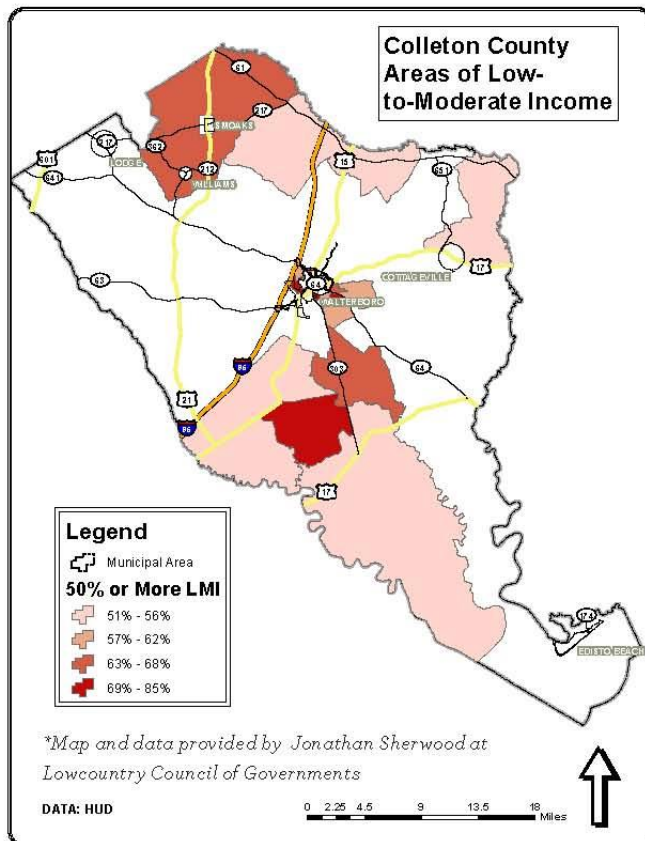 Colleton County
Areas of Low-
to-Moderate Income
61
217
SMOAKS
217
362
LODGE
212
WILLIAMS
601
641
15
651
63
COTTAGEVILLE
17
64
WALTERBORO
303
64
95
21
95
17
174
EDISTO BEACH
Legend
Municipal Area
50% or More LMI
51% - 56%
57% - 62%
63% - 68%
69% - 85%
*Map and data provided by Jonathan Sherwood at
Lowcountry Council of Governments
DATA: HUD
0 2.25 4.5 9 13.5 18
Miles